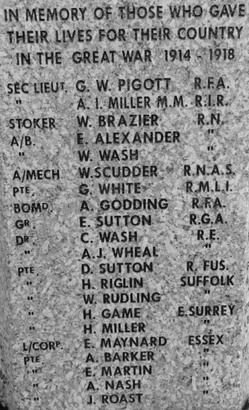 IN MEMORY OF THOSE WHO GAVE
THEIR LIVES FOR THEIR COUNTRY
IN THE GREAT WAR 1914 - 1918
SEC LIEUT. G. W. PIGOTT R.F.A.
" A. I. MILLER M.M. R.I.R.
STOKER W. BRAZIER R.N.
A/B. E. ALEXANDER "
" W. WASH "
A/MECH W. SCUDDER R.N.A.S.
PTE. G. WHITE R.M.L.I.
BOMD. A. GODDING R.F.A.
GR. E. SUTTON R.G.A.
DR. C. WASH R.E.
" A.J. WHEAL "
PTE D. SUTTON R. FUS.
" H. RIGLIN SUFFOLK
" W. RUDLING "
" H. GAME E.SURREY
" H. MILLER "
L/CORP. E. MAYNARD ESSEX
PTE A. BARKER "
" E. MARTIN "
" A. NASH "
" J. ROAST "